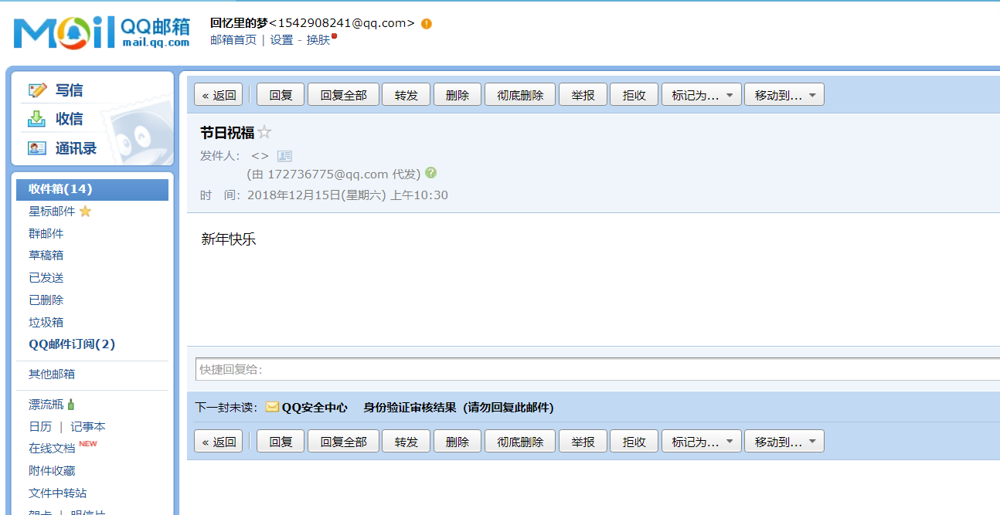 MOil QQ邮箱
mail.qq.com
回忆里的梦<1542908241@qq.com>
邮箱首页 | 设置 - 换肤
写信
收信
通讯录
收件箱(14)
星标邮件
群邮件
草稿箱
已发送
已删除
垃圾箱
QQ邮件订阅(2)
其他邮箱
漂流瓶
日历 | 记事本
在线文档 NEW
附件收藏
文件中转站
贺卡 | 明信片
« 返回 回复 回复全部 转发 删除 彻底删除 举报 拒收 标记为... 移动到...
节日祝福
发件人： <>
(由 172736775@qq.com 代发)
时 间：2018年12月15日(星期六) 上午10:30
新年快乐
快捷回复给：
下一封未读： QQ安全中心 身份验证审核结果（请勿回复此邮件）
« 返回 回复 回复全部 转发 删除 彻底删除 举报 拒收 标记为... 移动到...